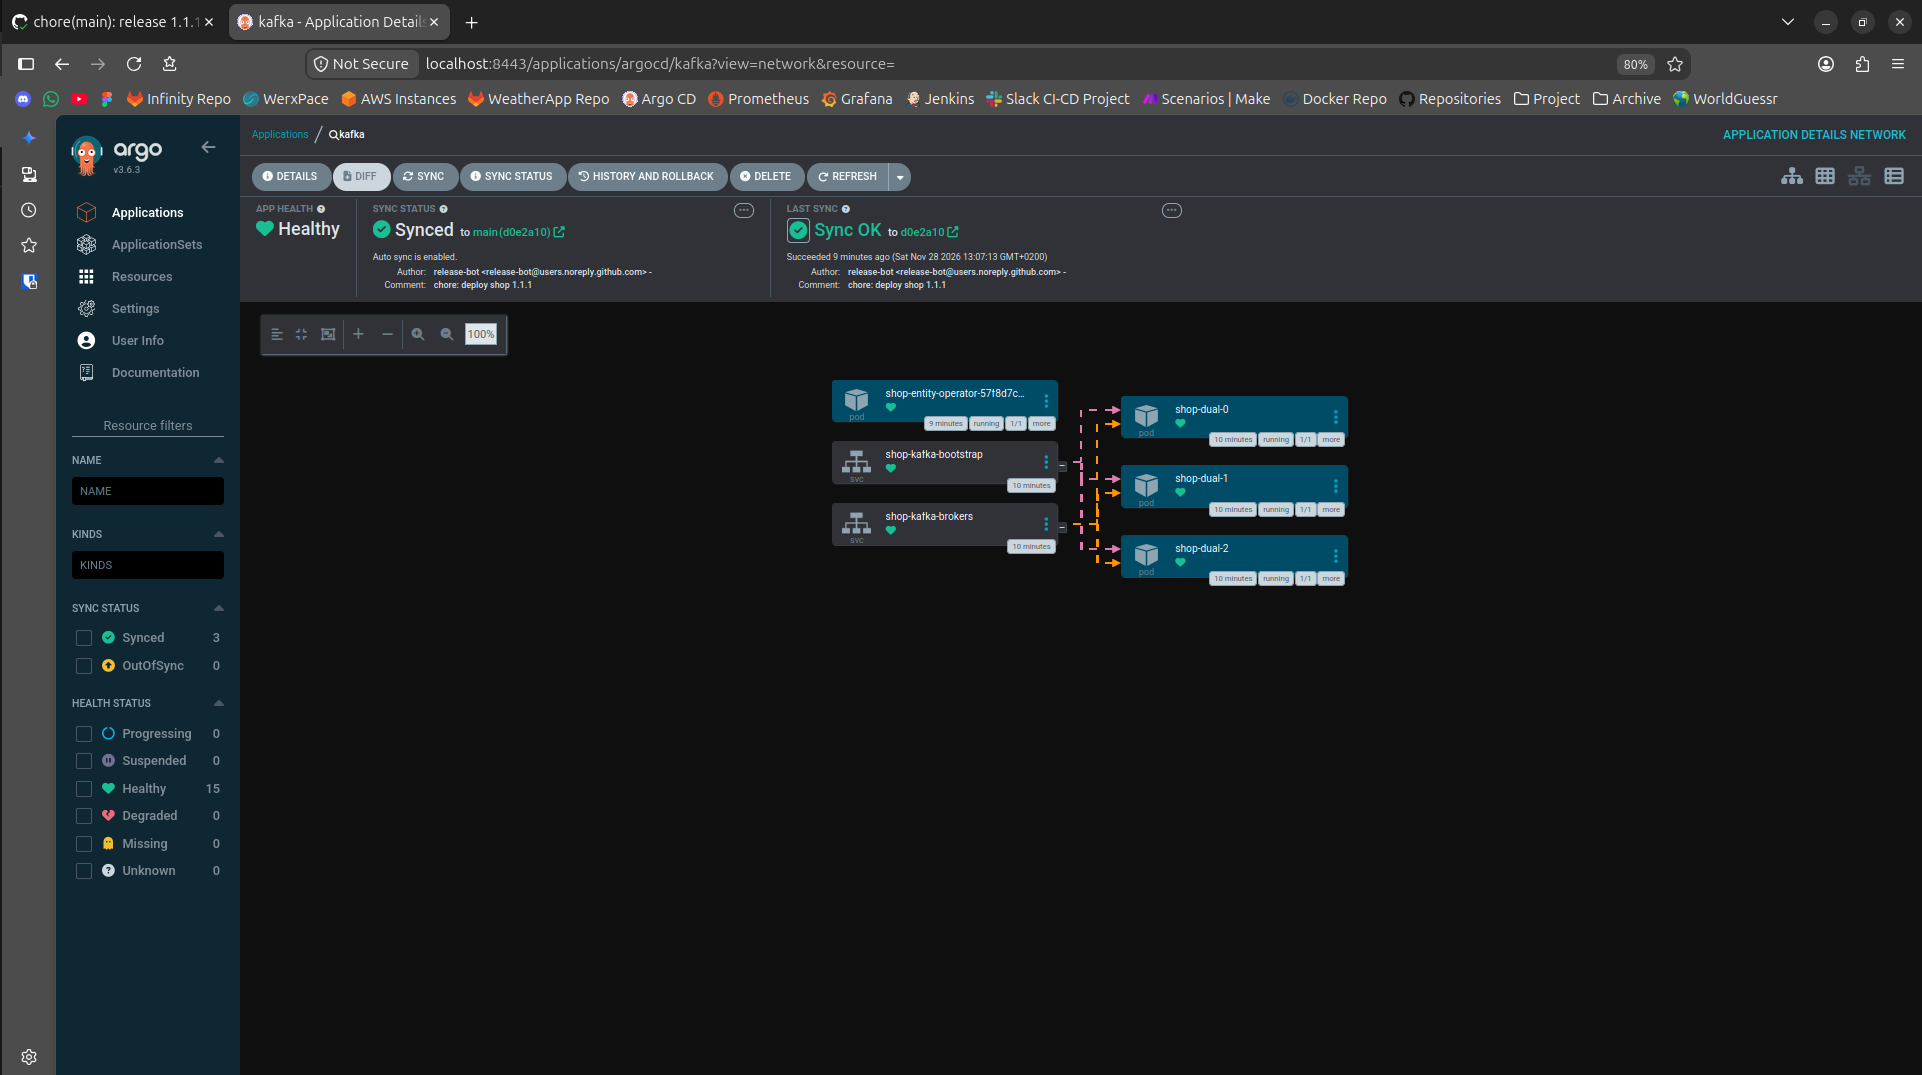 chore(main): release 1.1.1
kafka - Application Details
Not Secure
localhost:8443/applications/argocd/kafka?view=network&resource=
80%
Infinity Repo
WerxPace
AWS Instances
WeatherApp Repo
Argo CD
Prometheus
Grafana
Jenkins
Slack CI-CD Project
Scenarios | Make
Docker Repo
Repositories
Project
Archive
WorldGuessr
argo
v3.6.3
Applications
ApplicationSets
Resources
Settings
User Info
Documentation
Resource filters
NAME
NAME
KINDS
KINDS
SYNC STATUS
Synced 3
OutOfSync 0
HEALTH STATUS
Progressing 0
Suspended 0
Healthy 15
Degraded 0
Missing 0
Unknown 0
Applications / kafka
APPLICATION DETAILS NETWORK
DETAILS
DIFF
SYNC
SYNC STATUS
HISTORY AND ROLLBACK
DELETE
REFRESH
APP HEALTH
Healthy
SYNC STATUS
Synced to main (d0e2a10)
Auto sync is enabled.
Author: release-bot <release-bot@users.noreply.github.com> -
Comment: chore: deploy shop 1.1.1
LAST SYNC
Sync OK to d0e2a10
Succeeded 9 minutes ago (Sat Nov 28 2026 13:07:13 GMT+0200)
Author: release-bot <release-bot@users.noreply.github.com> -
Comment: chore: deploy shop 1.1.1
100%
shop-entity-operator-57f8d7c...
pod
9 minutes running 1/1 more
shop-kafka-bootstrap
svc
10 minutes
shop-kafka-brokers
svc
10 minutes
shop-dual-0
pod
10 minutes running 1/1 more
shop-dual-1
pod
10 minutes running 1/1 more
shop-dual-2
pod
10 minutes running 1/1 more